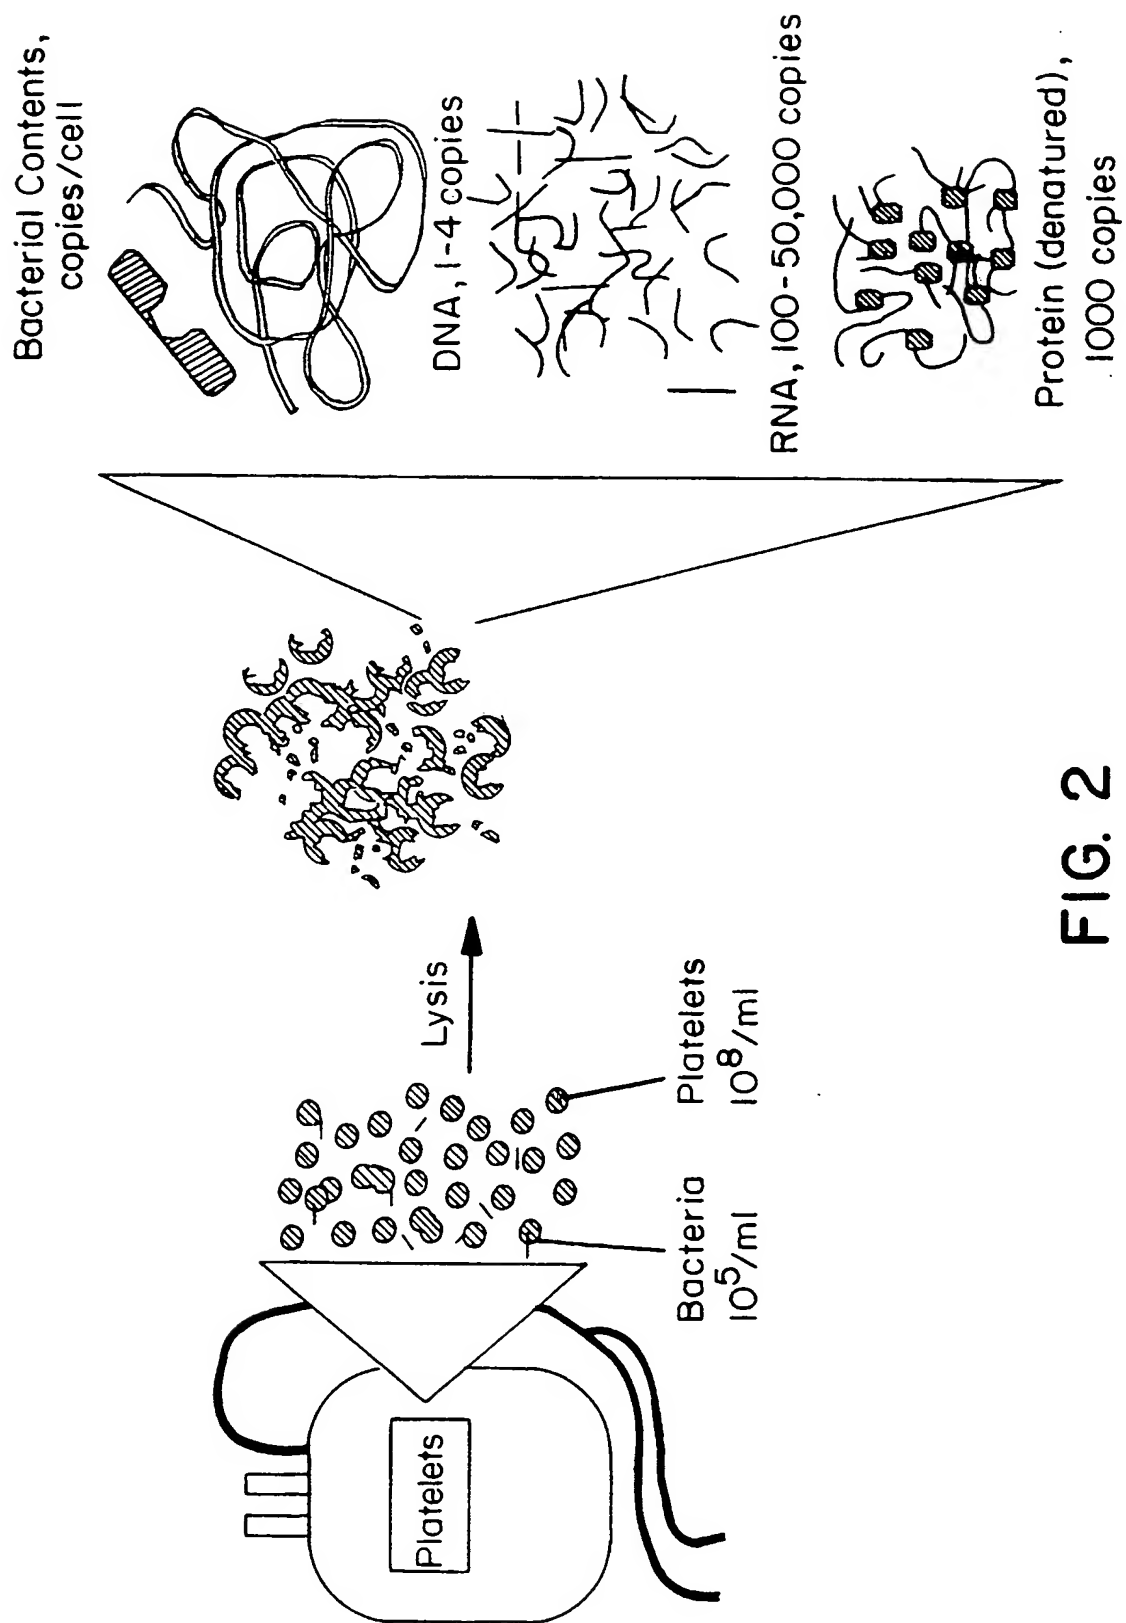 Platelets
Bacteria
10⁵/ml
Platelets
10⁸/ml
Lysis
Bacterial Contents,
copies/cell
DNA, 1-4 copies
RNA, 100-50,000 copies
Protein (denatured),
1000 copies
FIG. 2